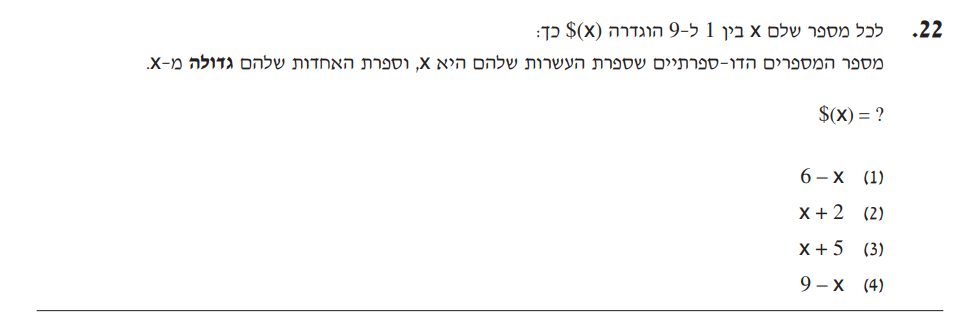 22. לכל מספר שלם x בין 1 ל-9 הוגדרה $(x) כך:
מספר המספרים הדו-ספרתיים שספרת העשרות שלהם היא x, וספרת האחדות שלהם גדולה מ-x.
$(x) = ?
(1) 6 – x
(2) x + 2
(3) x + 5
(4) 9 – x